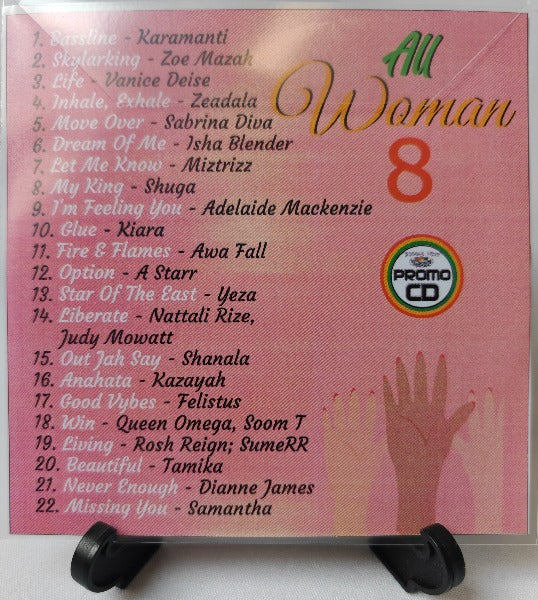 1. Bassline - Karamanti
2. Skylarking - Zoe Mazah
3. Life - Vanice Deise
4. Inhale, Exhale - Zeadala
5. Move Over - Sabrina Diva
6. Dream Of Me - Isha Blender
7. Let Me Know - Miztrizz
8. My King - Shuga
9. I'm Feeling You - Adelaide Mackenzie
10. Glue - Kiara
11. Fire & Flames - Awa Fall
12. Option - A Starr
13. Star Of The East - Yeza
14. Liberate - Nattali Rize,
Judy Mowatt
15. Out Jah Say - Shanala
16. Anahata - Kazayah
17. Good Vybes - Felistus
18. Win - Queen Omega, Soom T
19. Living - Rosh Reign; SumeRR
20. Beautiful - Tamika
21. Never Enough - Dianne James
22. Missing You - Samantha
All
Woman
8
PROMO
CD